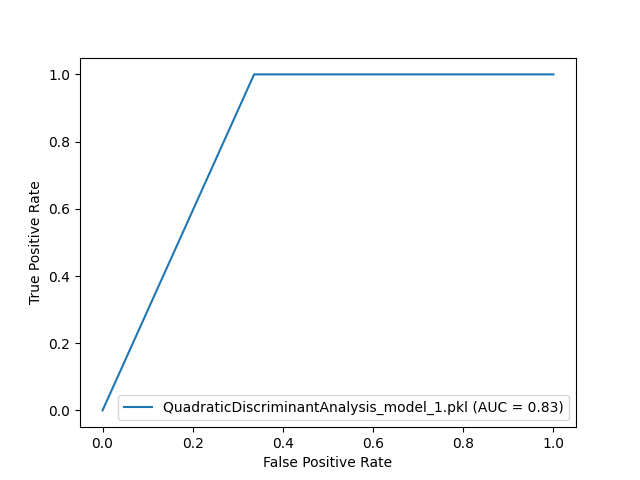 1.0
0.8
0.6
0.4
0.2
0.0
True Positive Rate
QuadraticDiscriminantAnalysis_model_1.pkl (AUC = 0.83)
0.0 0.2 0.4 0.6 0.8 1.0
False Positive Rate